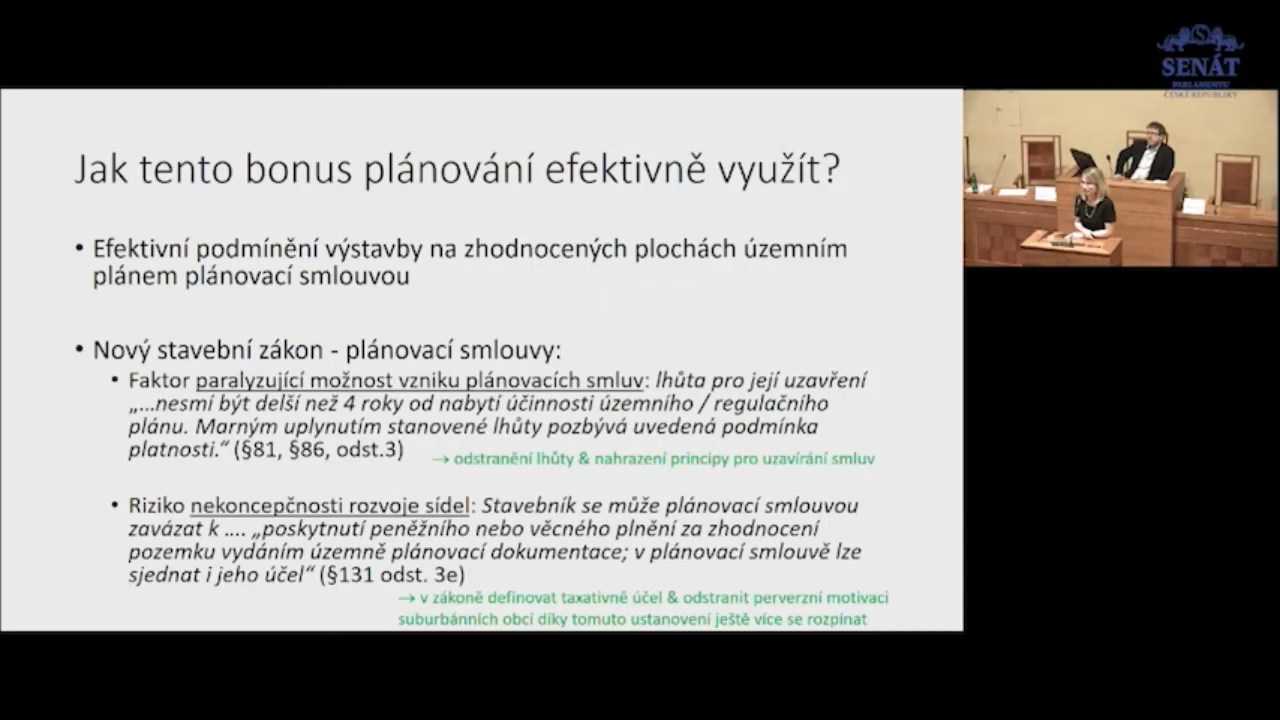 SENÁT
PARLAMENTU
ČESKÉ REPUBLIKY
Jak tento bonus plánování efektivně využít?
• Efektivní podmínění výstavby na zhodnocených plochách územním
plánem plánovací smlouvou
• Nový stavební zákon - plánovací smlouvy:
• Faktor paralyzující možnost vzniku plánovacích smluv: lhůta pro její uzavření
„…nesmí být delší než 4 roky od nabytí účinnosti územního / regulačního
plánu. Marným uplynutím stanovené lhůty pozbývá uvedená podmínka
platnosti.“ (§81, §86, odst.3)
→ odstranění lhůty & nahrazení principy pro uzavírání smluv
• Riziko nekoncepčnosti rozvoje sídel: Stavebník se může plánovací smlouvou
zavázat k .... „poskytnutí peněžního nebo věcného plnění za zhodnocení
pozemku vydáním územně plánovací dokumentace; v plánovací smlouvě lze
sjednat i jeho účel“ (§131 odst. 3e)
→ v zákoně definovat taxativně účel & odstranit perverzní motivaci
suburbánních obcí díky tomuto ustanovení ještě více se rozpínat